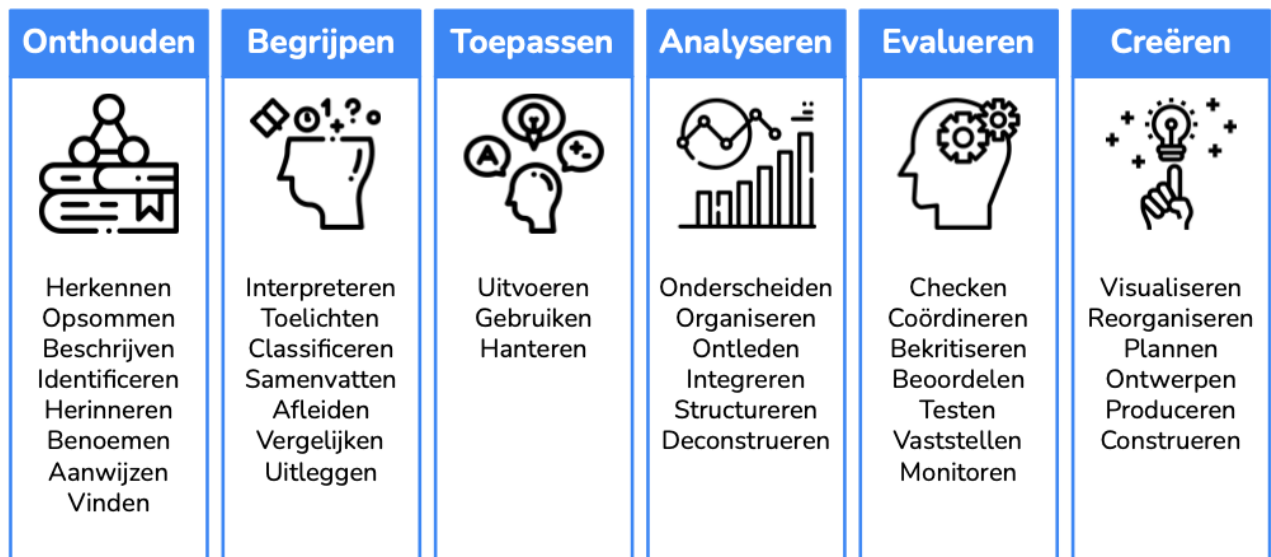 Onthouden
Herkennen
Opsommen
Beschrijven
Identificeren
Herinneren
Benoemen
Aanwijzen
Vinden
Begrijpen
1
?
+
Interpreteren
Toelichten
Classificeren
Samenvatten
Afleiden
Vergelijken
Uitleggen
Toepassen
A
+-
Uitvoeren
Gebruiken
Hanteren
Analyseren
Onderscheiden
Organiseren
Ontleden
Integreren
Structureren
Deconstrueren
Evalueren
Checken
Coördineren
Bekritiseren
Beoordelen
Testen
Vaststellen
Monitoren
Creëren
Visualiseren
Reorganiseren
Plannen
Ontwerpen
Produceren
Construeren